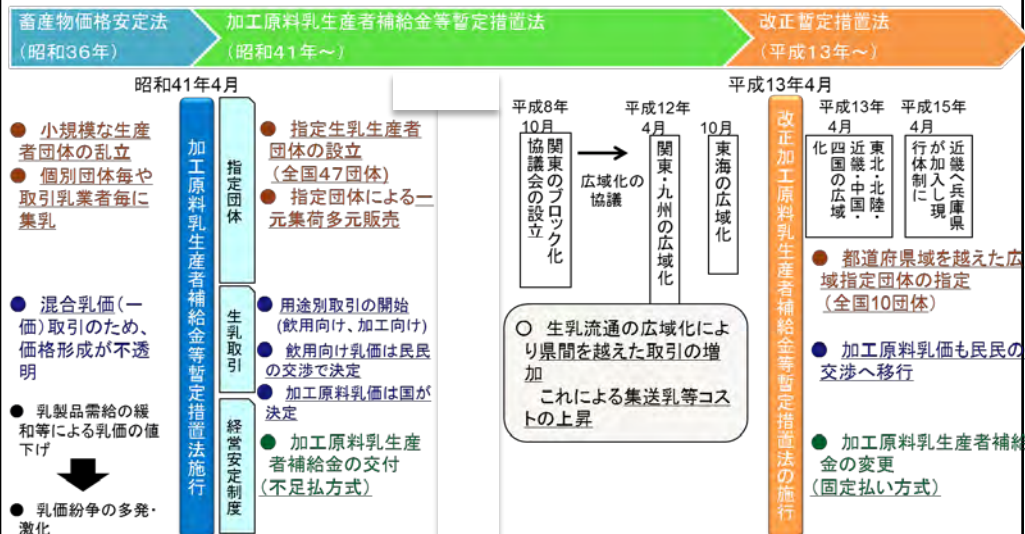 畜産物価格安定法
(昭和36年)
加工原料乳生産者補給金等暫定措置法
(昭和41年～)
改正暫定措置法
(平成13年～)
昭和41年4月
平成13年4月
● 小規模な生産
者団体の乱立
● 個別団体毎や
取引乳業者毎に
集乳
● 混合乳価(一
価)取引のため、
価格形成が不透
明
● 乳製品需給の緩
和等による乳価の値
下げ
● 乳価紛争の多発・
激化
加工原料乳生産者補給金等暫定措置法施行
指定団体
生乳取引
経営安定制度
● 指定生乳生産者
団体の設立
(全国47団体)
● 指定団体による一
元集荷多元販売
● 用途別取引の開始
(飲用向け、加工向け)
● 飲用向け乳価は民民
の交渉で決定
● 加工原料乳価は国が
決定
● 加工原料乳生産
者補給金の交付
(不足払方式)
平成8年
10月
関東のブロック化
協議会の設立
広域化の
協議
平成12年
4月
関東・九州の広域化
10月
東海の広域化
○ 生乳流通の広域化によ
り県間を越えた取引の増
加
これによる集送乳等コス
トの上昇
改正加工原料乳生産者補給金等暫定措置法の施行
平成13年
4月
東北・北陸・
近畿・中国・
四国の広域
化
平成15年
4月
近畿へ兵庫県
が加入し現
行体制に
● 都道府県域を越えた広
域指定団体の指定
(全国10団体)
● 加工原料乳価も民民の
交渉へ移行
● 加工原料乳生産者補給
金の変更
(固定払い方式)